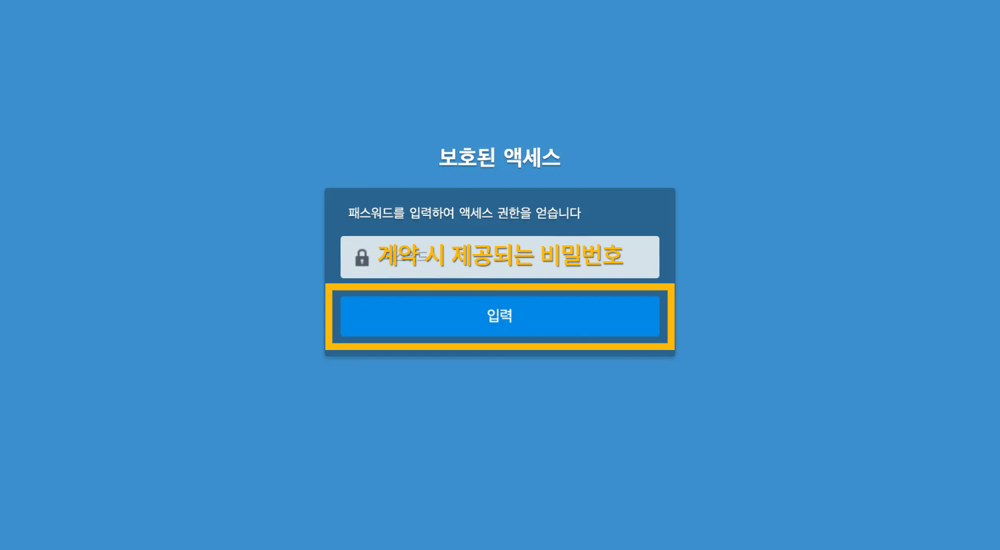 보호된 액세스
패스워드를 입력하여 액세스 권한을 얻습니다
계약 시 제공되는 비밀번호
입력